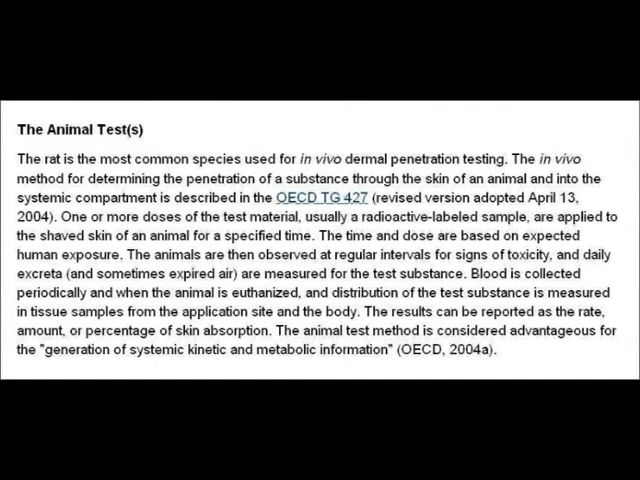 The Animal Test(s)
The rat is the most common species used for in vivo dermal penetration testing. The in vivo
method for determining the penetration of a substance through the skin of an animal and into the
systemic compartment is described in the OECD TG 427 (revised version adopted April 13,
2004). One or more doses of the test material, usually a radioactive-labeled sample, are applied to
the shaved skin of an animal for a specified time. The time and dose are based on expected
human exposure. The animals are then observed at regular intervals for signs of toxicity, and daily
excreta (and sometimes expired air) are measured for the test substance. Blood is collected
periodically and when the animal is euthanized, and distribution of the test substance is measured
in tissue samples from the application site and the body. The results can be reported as the rate,
amount, or percentage of skin absorption. The animal test method is considered advantageous for
the "generation of systemic kinetic and metabolic information" (OECD, 2004a).